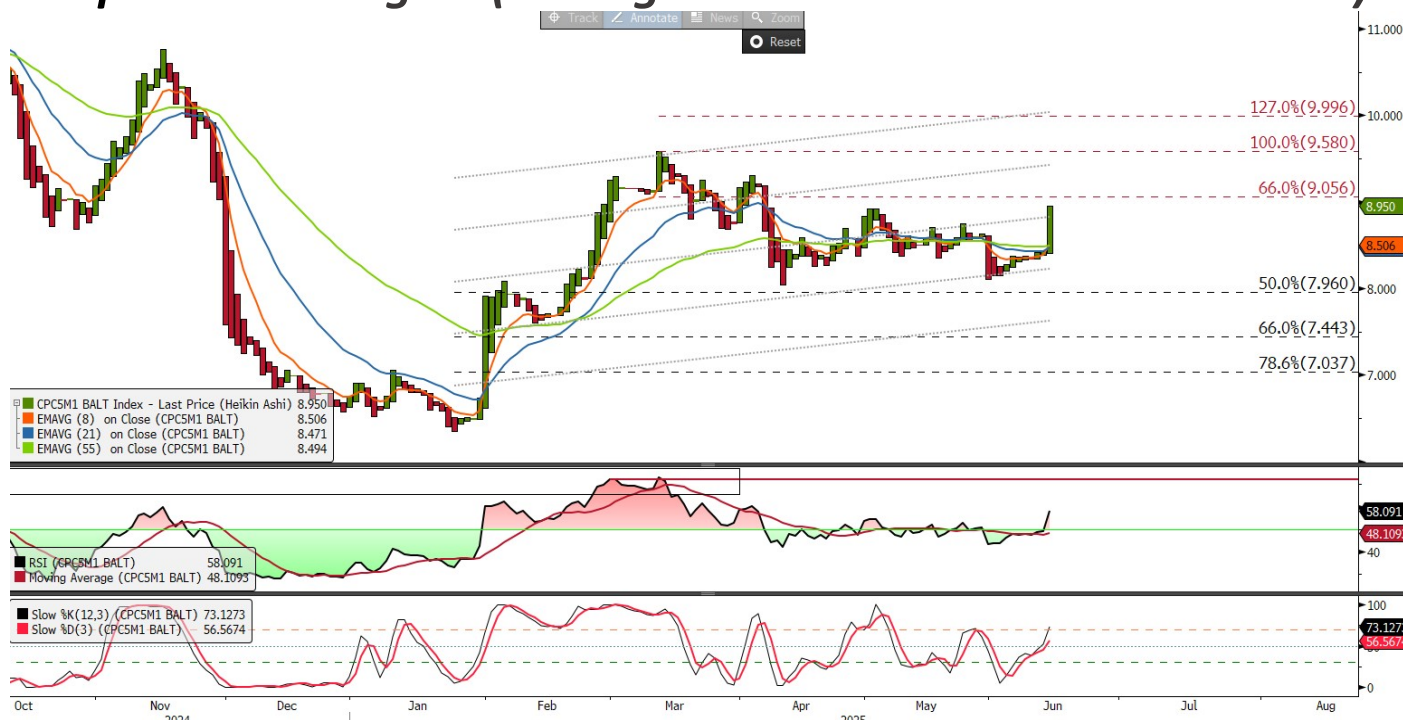 Track Annotate News Zoom
Reset
11.000
127.0%(9.996)
10.000
100.0%(9.580)
66.0%(9.056)
8.950
8.506
8.000
50.0%(7.960)
66.0%(7.443)
78.6%(7.037)
7.000
CPC5M1 BALT Index - Last Price (Heikin Ashi) 8.950
EMAVG (8) on Close (CPC5M1 BALT) 8.506
EMAVG (21) on Close (CPC5M1 BALT) 8.471
EMAVG (55) on Close (CPC5M1 BALT) 8.494
58.091
48.1093
40
RSI (CPC5M1 BALT) 58.091
Moving Average (CPC5M1 BALT) 48.1093
Slow %K(12,3) (CPC5M1 BALT) 73.1273
Slow %D(3) (CPC5M1 BALT) 56.5674
100
73.127
56.567
0
Oct Nov Dec Jan Feb Mar Apr May Jun Jul Aug
2024 2025